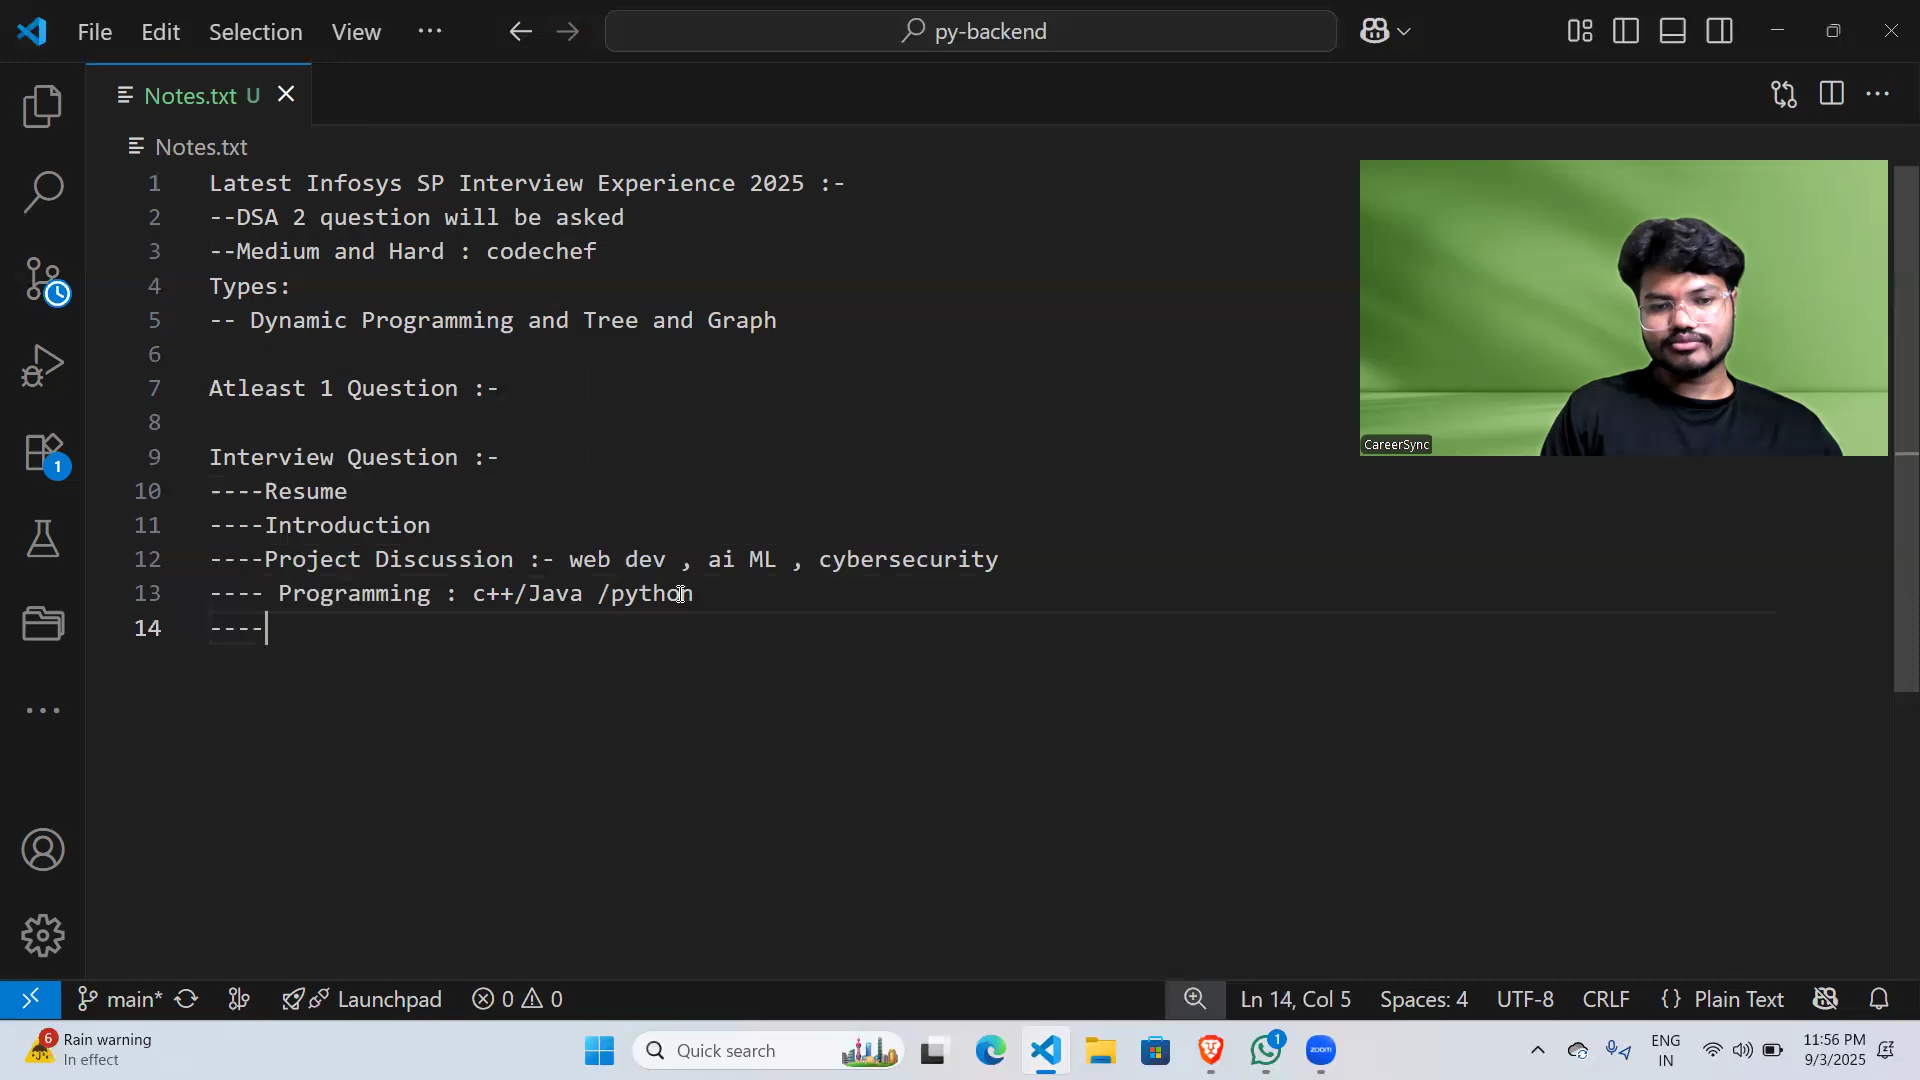 File Edit Selection View ··· py-backend
Notes.txt U
Notes.txt
1 Latest Infosys SP Interview Experience 2025 :-
2 --DSA 2 question will be asked
3 --Medium and Hard : codechef
4 Types:
5 -- Dynamic Programming and Tree and Graph
6
7 Atleast 1 Question :-
8
9 Interview Question :-
10 ----Resume
11 ----Introduction
12 ----Project Discussion :- web dev , ai ML , cybersecurity
13 ---- Programming : c++/Java /python
14 ----
CareerSync
1
main* Launchpad 0 0 Ln 14, Col 5 Spaces: 4 UTF-8 CRLF {} Plain Text
6 Rain warning
In effect
Quick search
1
zoom
ENG
IN
11:56 PM
9/3/2025